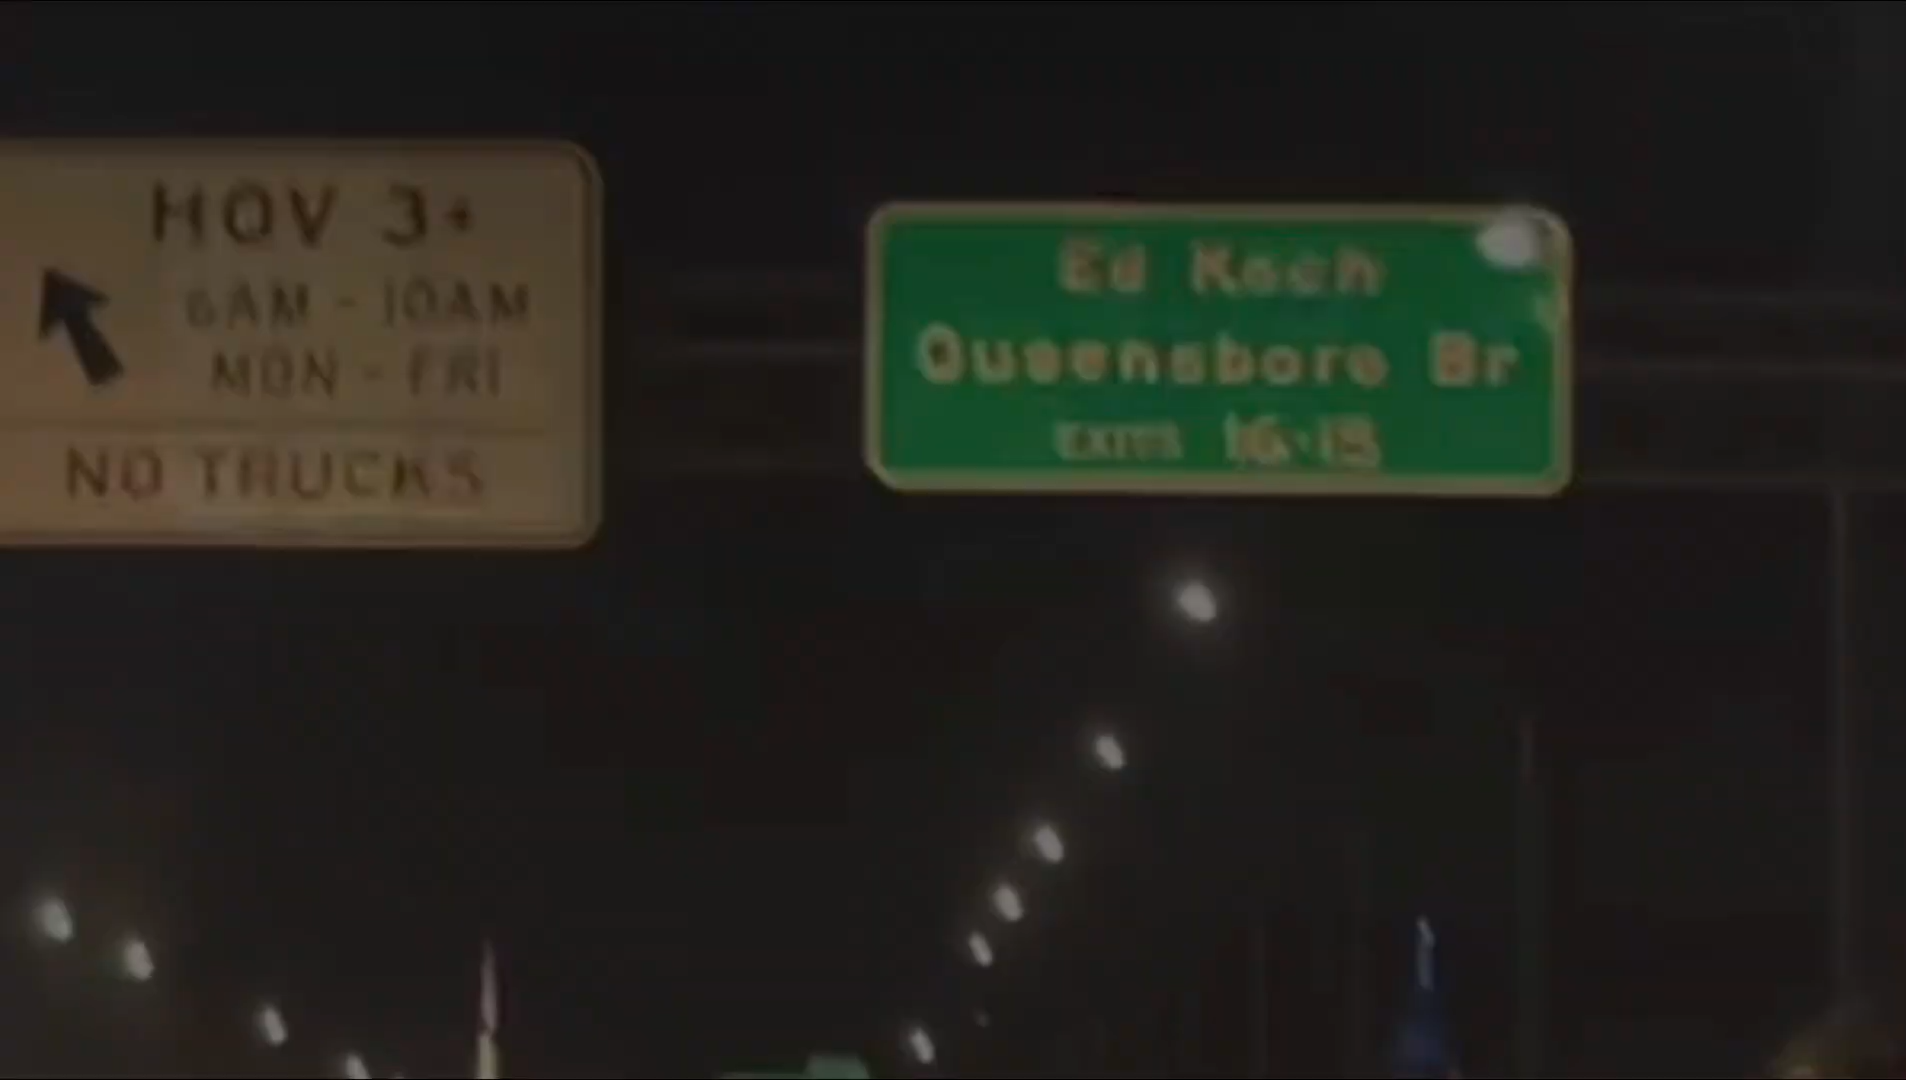 HOV 3+
6AM - 10AM
MON - FRI
NO TRUCKS
Ed Koch
Queensboro Br
EXITS 16-15